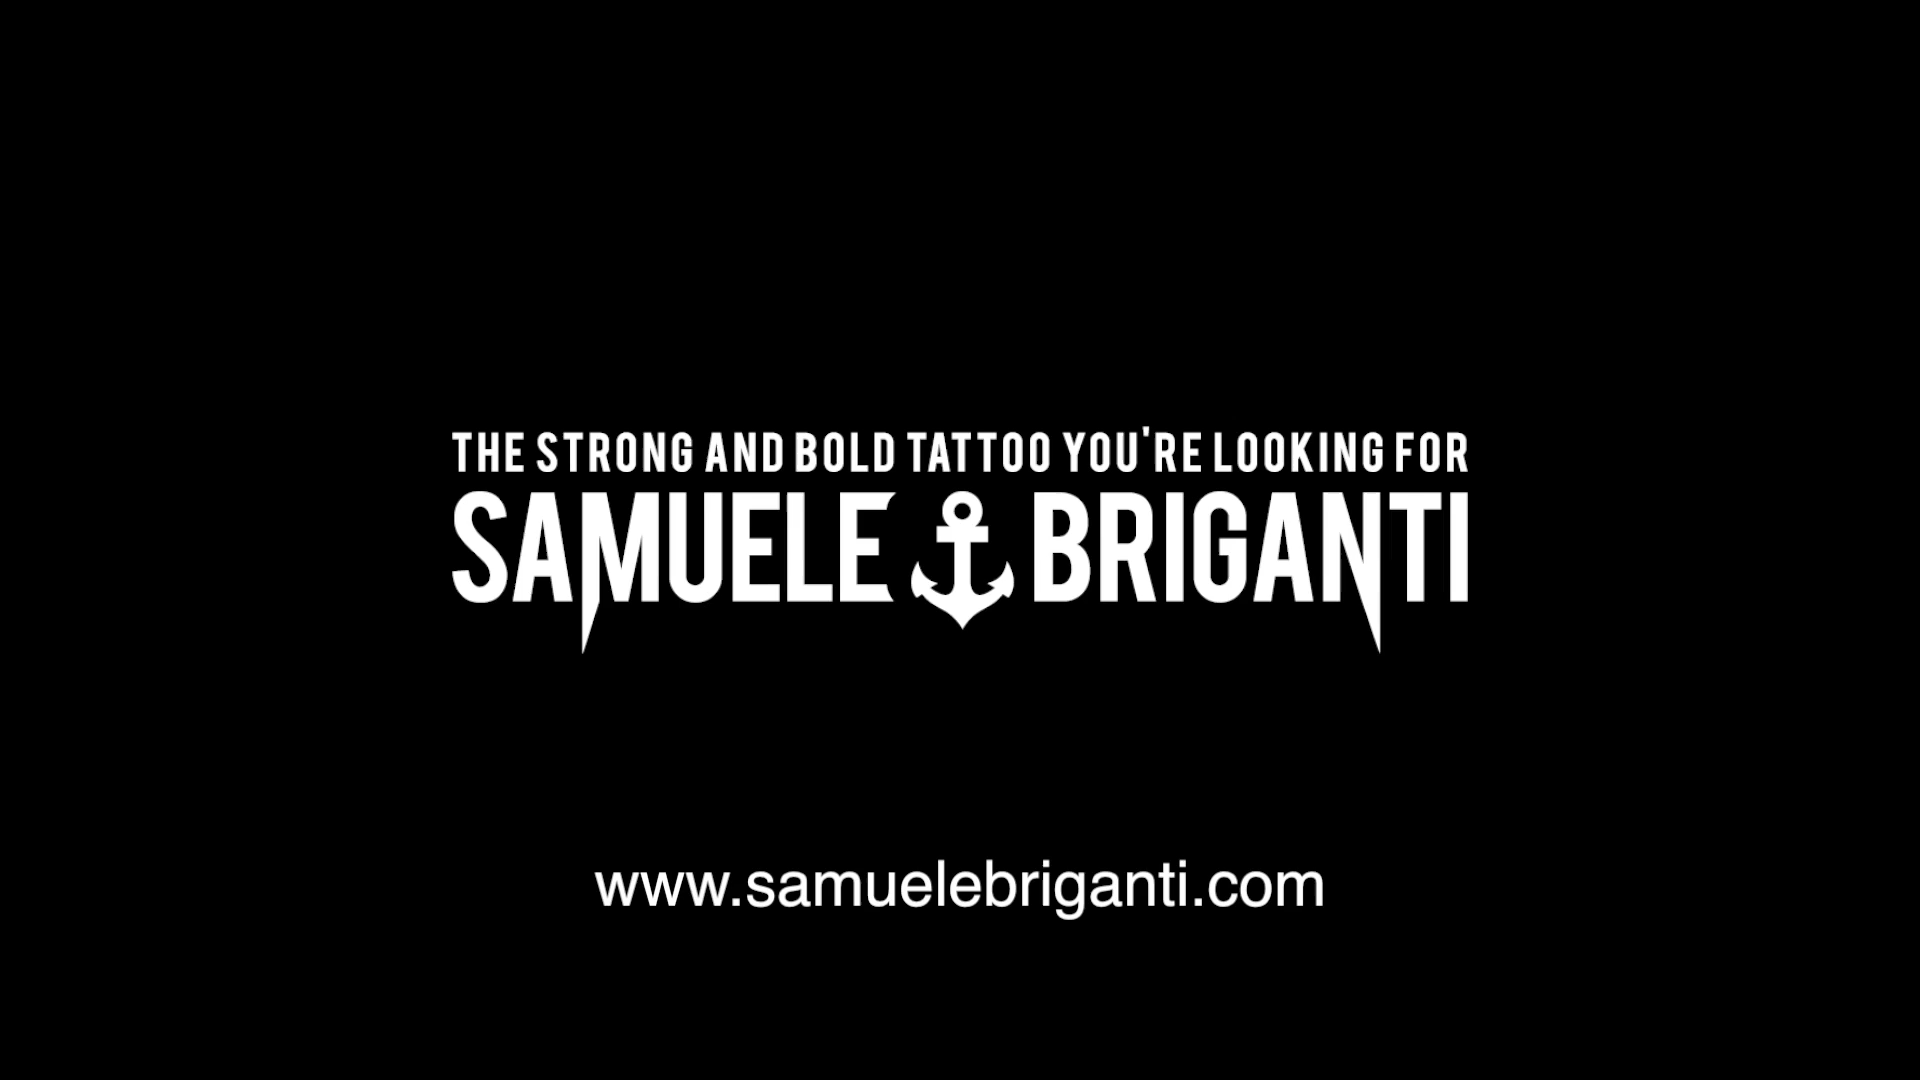 THE STRONG AND BOLD TATTOO YOU'RE LOOKING FOR
SAMUELE BRIGANTI
www.samuelebriganti.com